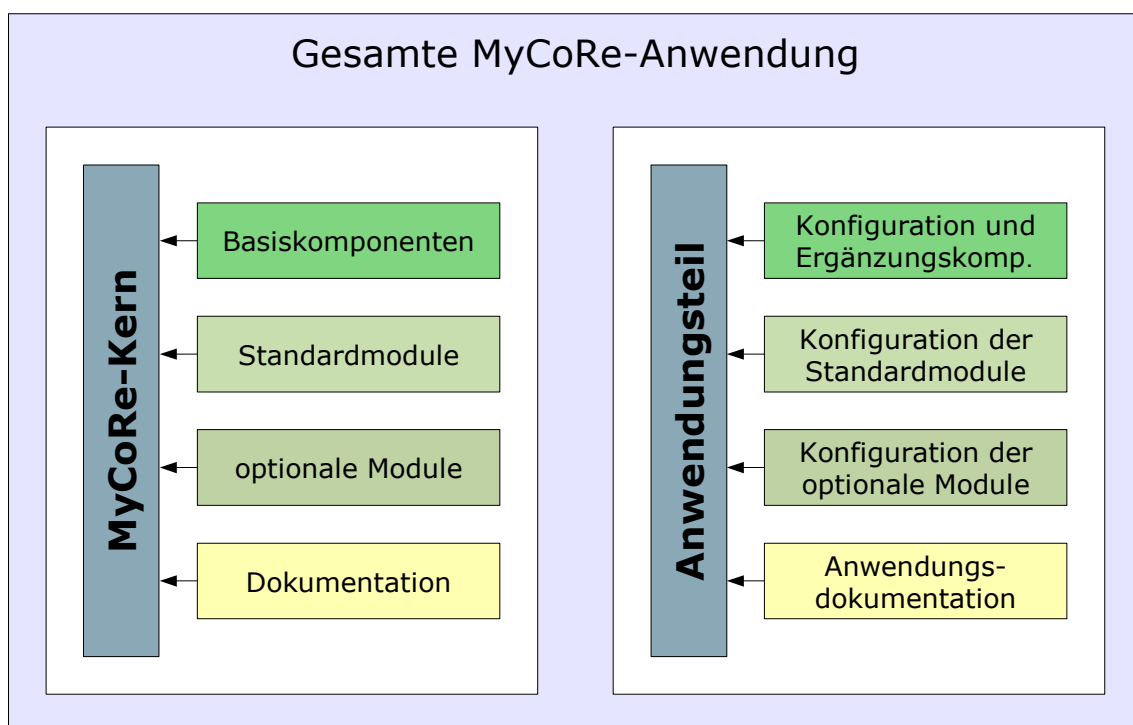 Gesamte MyCoRe-Anwendung
MyCoRe-Kern
Basiskomponenten
Standardmodule
optionale Module
Dokumentation
Anwendungsteil
Konfiguration und
Ergänzungskomp.
Konfiguration der
Standardmodule
Konfiguration der
optionale Module
Anwendungs-
dokumentation